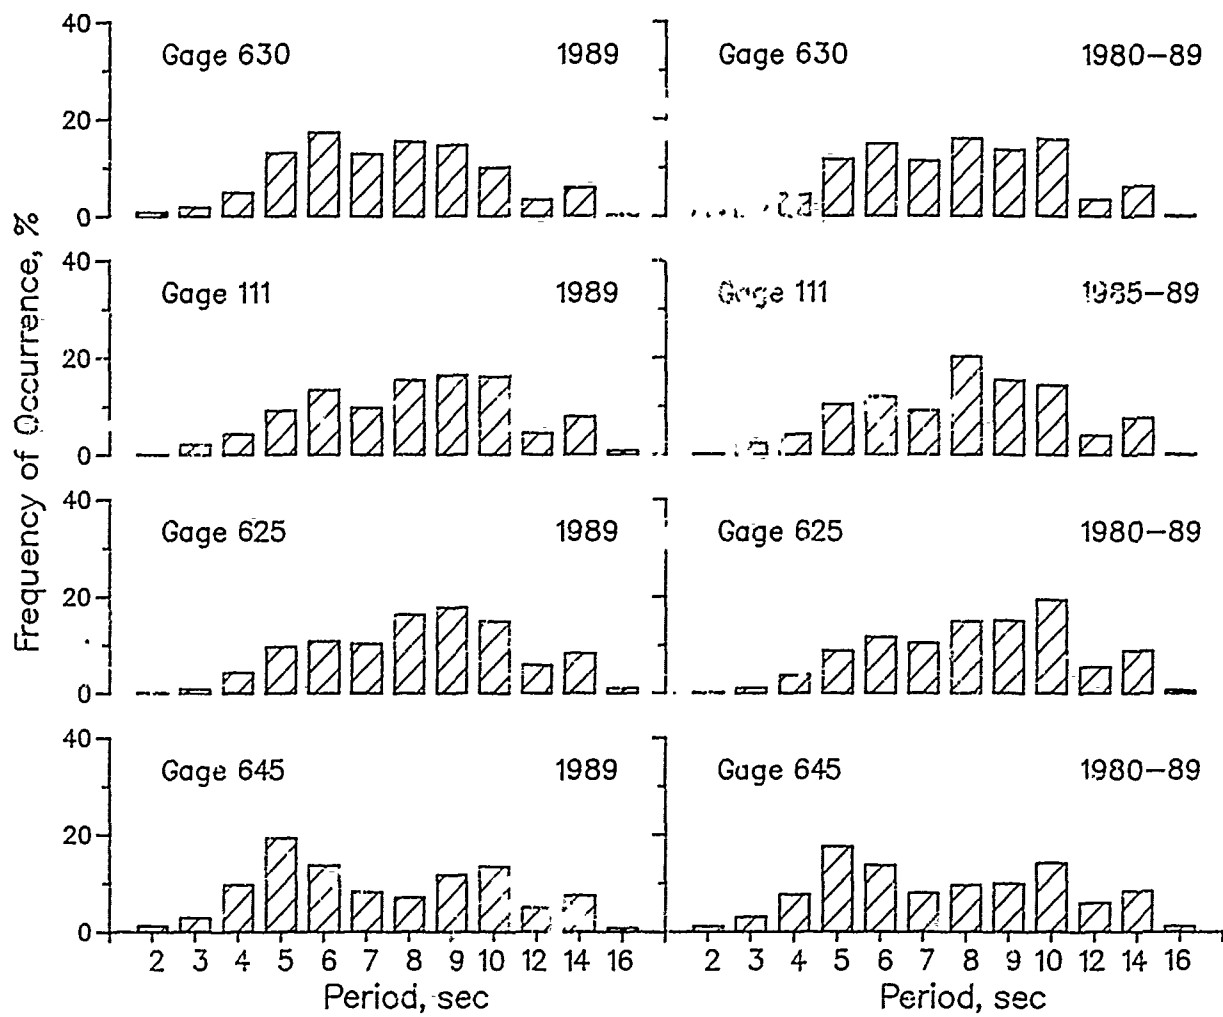 Frequency of Occurrence, %
40
Gage 630 1989
Gage 630 1980-89
20
0
40
Gage 111 1989
Gage 111 1985-89
20
0
40
Gage 625 1989
Gage 625 1980-89
20
0
40
Gage 645 1989
Gage 645 1980-89
20
0
2 3 4 5 6 7 8 9 10 12 14 16
2 3 4 5 6 7 8 9 10 12 14 16
Period, sec
Period, sec